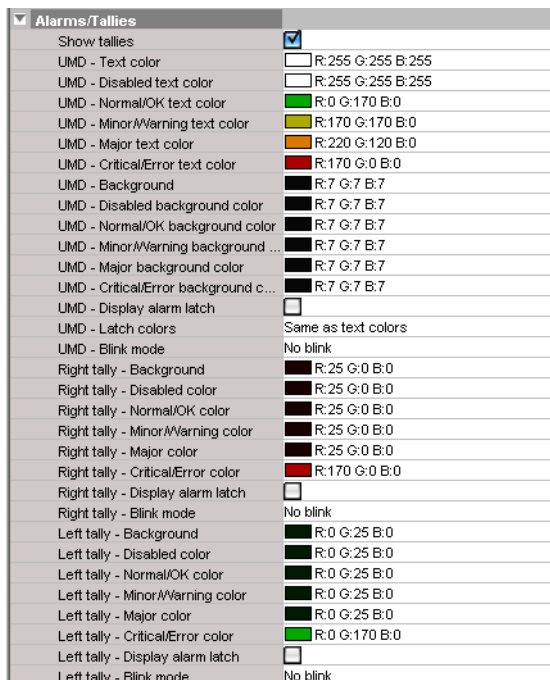 Alarms/Tallies
Show tallies
UMD - Text color R:255 G:255 B:255
UMD - Disabled text color R:255 G:255 B:255
UMD - Normal/OK text color R:0 G:170 B:0
UMD - Minor/Warning text color R:170 G:170 B:0
UMD - Major text color R:220 G:120 B:0
UMD - Critical/Error text color R:170 G:0 B:0
UMD - Background R:7 G:7 B:7
UMD - Disabled background color R:7 G:7 B:7
UMD - Normal/OK background color R:7 G:7 B:7
UMD - Minor/Warning background ... R:7 G:7 B:7
UMD - Major background color R:7 G:7 B:7
UMD - Critical/Error background c... R:7 G:7 B:7
UMD - Display alarm latch
UMD - Latch colors Same as text colors
UMD - Blink mode No blink
Right tally - Background R:25 G:0 B:0
Right tally - Disabled color R:25 G:0 B:0
Right tally - Normal/OK color R:25 G:0 B:0
Right tally - Minor/Warning color R:25 G:0 B:0
Right tally - Major color R:25 G:0 B:0
Right tally - Critical/Error color R:170 G:0 B:0
Right tally - Display alarm latch
Right tally - Blink mode No blink
Left tally - Background R:0 G:25 B:0
Left tally - Disabled color R:0 G:25 B:0
Left tally - Normal/OK color R:0 G:25 B:0
Left tally - Minor/Warning color R:0 G:25 B:0
Left tally - Major color R:0 G:25 B:0
Left tally - Critical/Error color R:0 G:170 B:0
Left tally - Display alarm latch
Left tally - Blink mode No blink